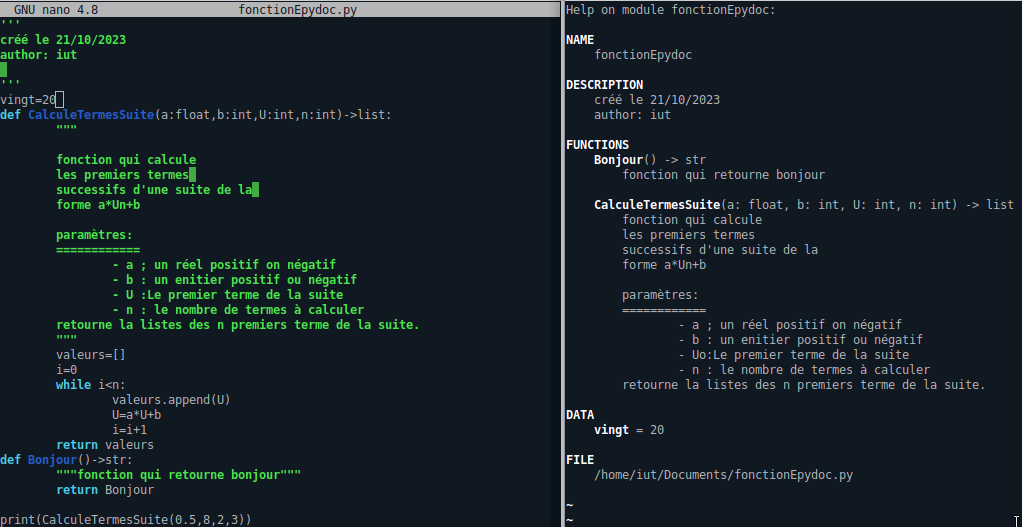 GNU nano 4.8 fonctionEpydoc.py
'''
créé le 21/10/2023
author: iut
'''
vingt=20
def CalculeTermesSuite(a:float,b:int,U:int,n:int)->list:
"""
fonction qui calcule
les premiers termes
successifs d'une suite de la
forme a*Un+b
paramètres:
============
- a ; un réel positif on négatif
- b : un enitier positif ou négatif
- U :Le premier terme de la suite
- n : le nombre de termes à calculer
retourne la listes des n premiers terme de la suite.
"""
valeurs=[]
i=0
while i<n:
valeurs.append(U)
U=a*U+b
i=i+1
return valeurs
def Bonjour()->str:
"""fonction qui retourne bonjour"""
return Bonjour
print(CalculeTermesSuite(0.5,8,2,3))
Help on module fonctionEpydoc:
NAME
fonctionEpydoc
DESCRIPTION
créé le 21/10/2023
author: iut
FUNCTIONS
Bonjour() -> str
fonction qui retourne bonjour
CalculeTermesSuite(a: float, b: int, U: int, n: int) -> list
fonction qui calcule
les premiers termes
successifs d'une suite de la
forme a*Un+b
paramètres:
============
- a ; un réel positif on négatif
- b : un enitier positif ou négatif
- Uo:Le premier terme de la suite
- n : le nombre de termes à calculer
retourne la listes des n premiers terme de la suite.
DATA
vingt = 20
FILE
/home/iut/Documents/fonctionEpydoc.py
~
~